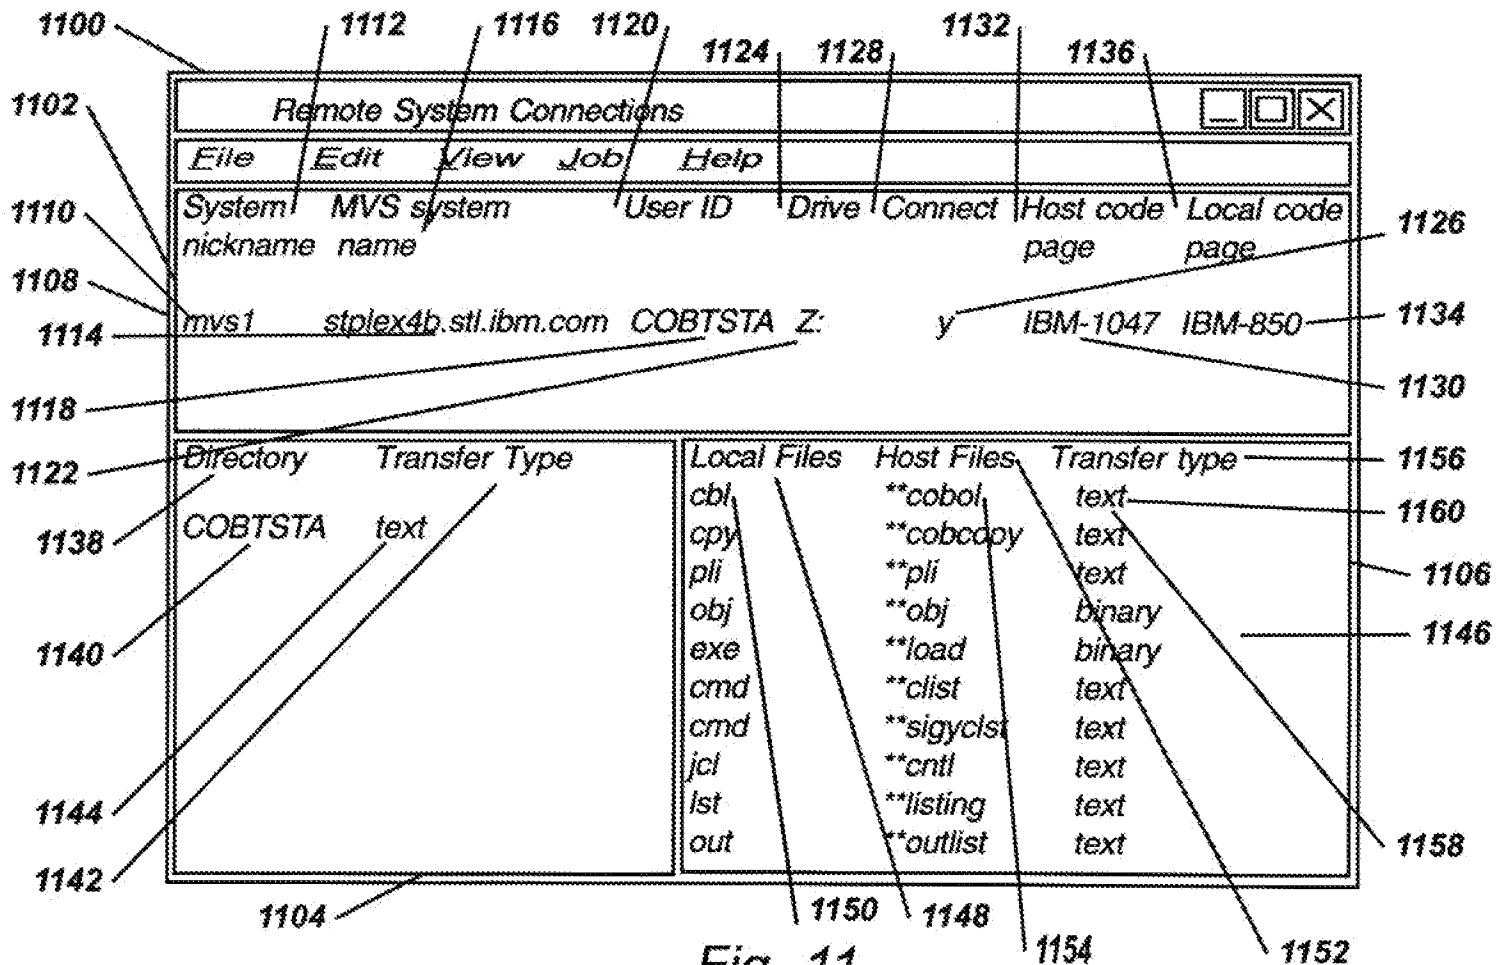 1100 1112 1116 1120 1132
1124 1128 1136
1102 Remote System Connections
File Edit View Job Help
1110 System MVS system User ID Drive Connect Host code Local code 1126
nickname name page page
1108
mvs1 stplex4b.stl.ibm.com COBTSTA Z: y IBM-1047 IBM-850 1134
1114
1118 1130
1122 Directory Transfer Type Local Files Host Files Transfer type 1156
cbl **cobol text 1160
1138 COBTSTA text cpy **cobcopy text
pli **pli text 1106
obj **obj binary
1140 exe **load binary 1146
cmd **clist text
cmd **sigyclst text
jcl **cntl text
1144 lst **listing text
out **outlist text 1158
1142
1104 1150 1148
Fig. 11 1154 1152